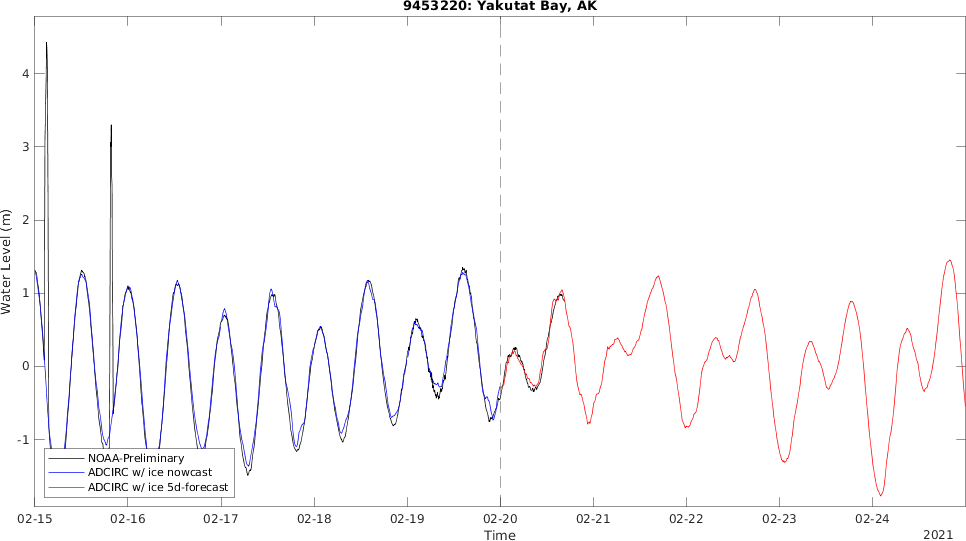 9453220: Yakutat Bay, AK
Water Level (m)
4
3
2
1
0
-1
NOAA-Preliminary
ADCIRC w/ ice nowcast
ADCIRC w/ ice 5d-forecast
02-15 02-16 02-17 02-18 02-19 02-20 02-21 02-22 02-23 02-24
Time
2021